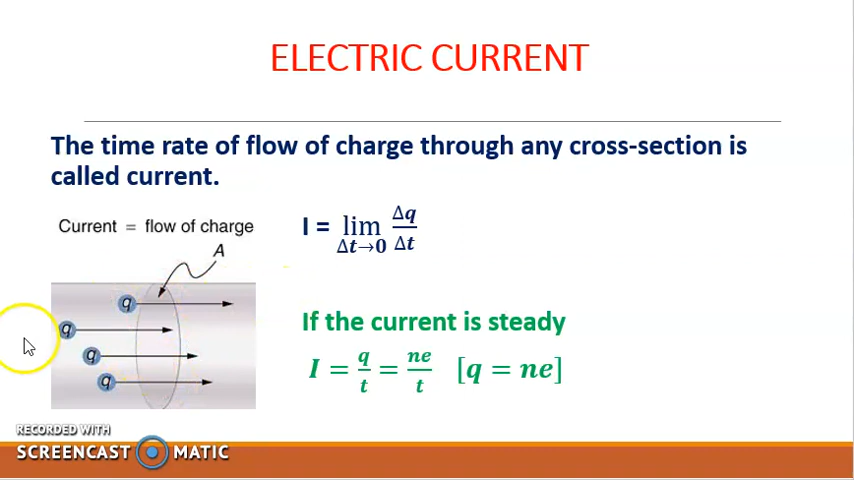 ELECTRIC CURRENT
The time rate of flow of charge through any cross-section is
called current.
Current = flow of charge
A
q
q
q
q
I = lim Δt→0 Δq/Δt
If the current is steady
I = q/t = ne/t [q = ne]
RECORDED WITH
SCREENCAST MATIC